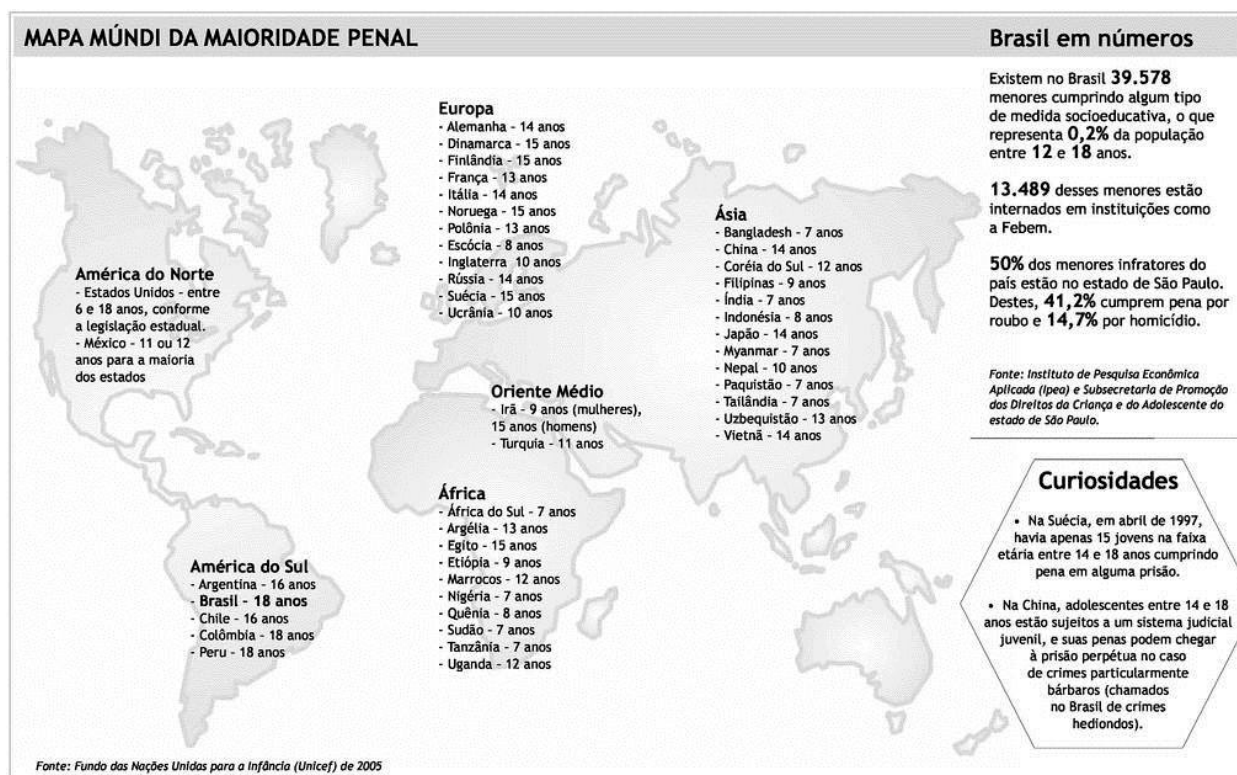 MAPA MÚNDI DA MAIORIDADE PENAL
América do Norte
- Estados Unidos - entre
6 e 18 anos, conforme
a legislação estadual.
- México - 11 ou 12
anos para a maioria
dos estados
América do Sul
- Argentina - 16 anos
- Brasil - 18 anos
- Chile - 16 anos
- Colômbia - 18 anos
- Peru - 18 anos
Europa
- Alemanha - 14 anos
- Dinamarca - 15 anos
- Finlândia - 15 anos
- França - 13 anos
- Itália - 14 anos
- Noruega - 15 anos
- Polônia - 13 anos
- Escócia - 8 anos
- Inglaterra 10 anos
- Rússia - 14 anos
- Suécia - 15 anos
- Ucrânia - 10 anos
Oriente Médio
- Irã - 9 anos (mulheres),
15 anos (homens)
- Turquia - 11 anos
África
- África do Sul - 7 anos
- Argélia - 13 anos
- Egito - 15 anos
- Etiópia - 9 anos
- Marrocos - 12 anos
- Nigéria - 7 anos
- Quênia - 8 anos
- Sudão - 7 anos
- Tanzânia - 7 anos
- Uganda - 12 anos
Ásia
- Bangladesh - 7 anos
- China - 14 anos
- Coréia do Sul - 12 anos
- Filipinas - 9 anos
- Índia - 7 anos
- Indonésia - 8 anos
- Japão - 14 anos
- Myanmar - 7 anos
- Nepal - 10 anos
- Paquistão - 7 anos
- Tailândia - 7 anos
- Uzbequistão - 13 anos
- Vietnã - 14 anos
Fonte: Fundo das Nações Unidas para a Infância (Unicef) de 2005
Brasil em números
Existem no Brasil 39.578
menores cumprindo algum tipo
de medida socioeducativa, o que
representa 0,2% da população
entre 12 e 18 anos.
13.489 desses menores estão
internados em instituições como
a Febem.
50% dos menores infratores do
país estão no estado de São Paulo.
Destes, 41,2% cumprem pena por
roubo e 14,7% por homicídio.
Fonte: Instituto de Pesquisa Econômica
Aplicada (Ipea) e Subsecretaria de Promoção
dos Direitos da Criança e do Adolescente do
estado de São Paulo.
Curiosidades
• Na Suécia, em abril de 1997,
havia apenas 15 jovens na faixa
etária entre 14 e 18 anos cumprindo
pena em alguma prisão.
• Na China, adolescentes entre 14 e 18
anos estão sujeitos a um sistema judicial
juvenil, e suas penas podem chegar
à prisão perpétua no caso
de crimes particularmente
bárbaros (chamados
no Brasil de crimes
hediondos).